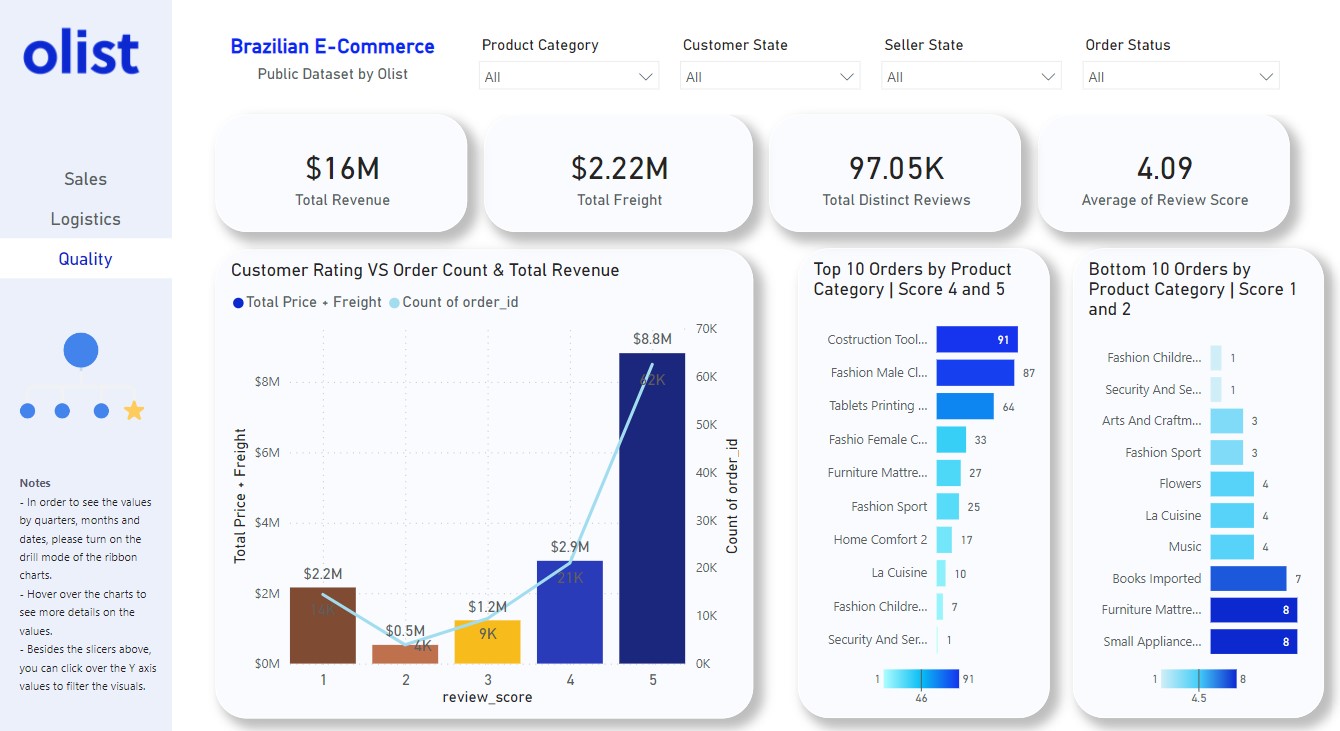 olist
Brazilian E-Commerce
Public Dataset by Olist
Product Category
All
Customer State
All
Seller State
All
Order Status
All
Sales
Logistics
Quality
Notes
- In order to see the values
by quarters, months and
dates, please turn on the
drill mode of the ribbon
charts.
- Hover over the charts to
see more details on the
values.
- Besides the slicers above,
you can click over the Y axis
values to filter the visuals.
$16M
Total Revenue
$2.22M
Total Freight
97.05K
Total Distinct Reviews
4.09
Average of Review Score
Customer Rating VS Order Count & Total Revenue
Total Price + Freight
Count of order_id
Total Price + Freight
$8M
$6M
$4M
$2M
$0M
$2.2M
14K
$0.5M
4K
$1.2M
9K
$2.9M
21K
$8.8M
62K
70K
60K
50K
40K
30K
20K
10K
0K
Count of order_id
1
2
3
4
5
review_score
Top 10 Orders by Product
Category | Score 4 and 5
Costruction Tool... 91
Fashion Male Cl... 87
Tablets Printing ... 64
Fashio Female C... 33
Furniture Mattre... 27
Fashion Sport 25
Home Comfort 2 17
La Cuisine 10
Fashion Childre... 7
Security And Ser... 1
1 91
46
Bottom 10 Orders by
Product Category | Score 1
and 2
Fashion Childre... 1
Security And Se... 1
Arts And Craftm... 3
Fashion Sport 3
Flowers 4
La Cuisine 4
Music 4
Books Imported 7
Furniture Mattre... 8
Small Appliance... 8
1 8
4.5